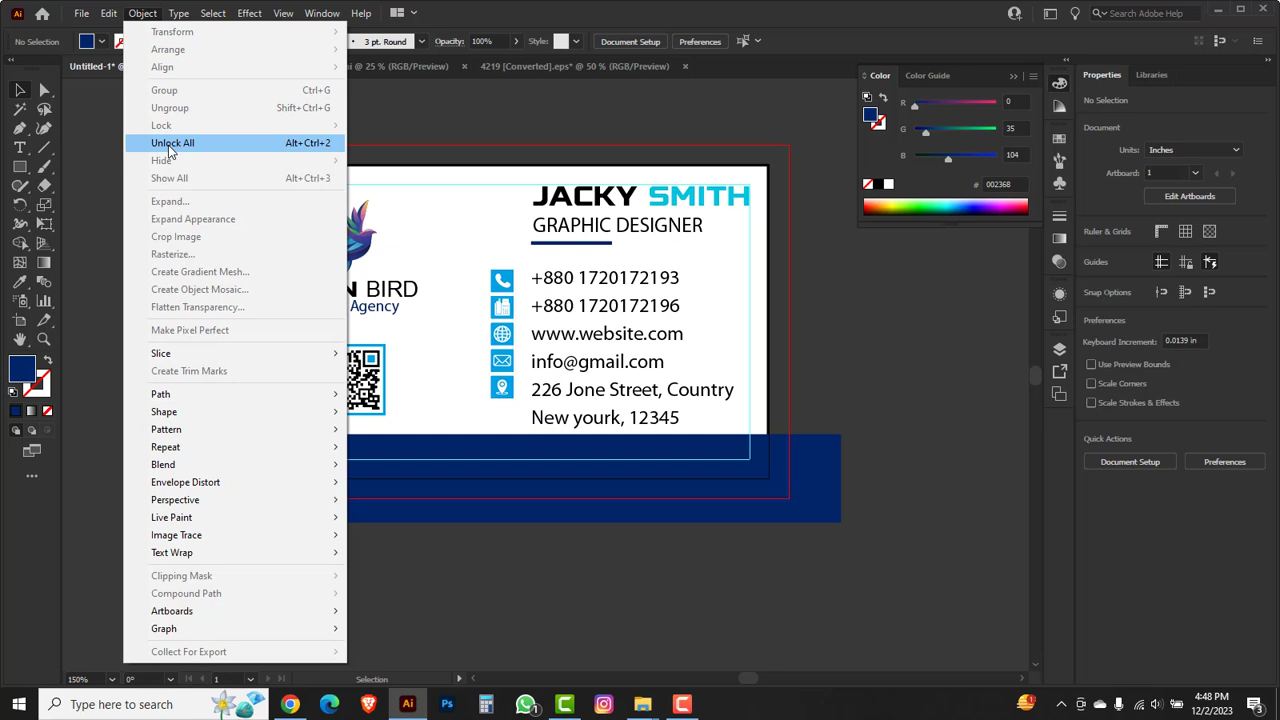 Ai File Edit Object Type Select Effect View Window Help Search Adobe Help
No Selection 3 pt. Round Opacity: 100% Style: Document Setup Preferences
Untitled-1* @ ai @ 25 % (RGB/Preview) × 4219 [Converted].eps* @ 50 % (RGB/Preview) ×
Transform
Arrange
Align
Group Ctrl+G
Ungroup Shift+Ctrl+G
Lock
Unlock All Alt+Ctrl+2
Hide
Show All Alt+Ctrl+3
Expand...
Expand Appearance
Crop Image
Rasterize...
Create Gradient Mesh...
Create Object Mosaic...
Flatten Transparency...
Make Pixel Perfect
Slice
Create Trim Marks
Path
Shape
Pattern
Repeat
Blend
Envelope Distort
Perspective
Live Paint
Image Trace
Text Wrap
Clipping Mask
Compound Path
Artboards
Graph
Collect For Export
JACKY SMITH
GRAPHIC DESIGNER
N BIRD
Agency
+880 1720172193
+880 1720172196
www.website.com
info@gmail.com
226 Jone Street, Country
New yourk, 12345
Color Color Guide
R 0
G 35
B 104
# 002368
Properties Libraries
No Selection
Document
Units: Inches
Artboard: 1
Edit Artboards
Ruler & Grids
Guides
Snap Options
Preferences
Keyboard Increment: 0.0139 in
Use Preview Bounds
Scale Corners
Scale Strokes & Effects
Quick Actions
Document Setup Preferences
150% 0° 1 Selection
Type here to search Ai Ps 4:48 PM
12/2/2023